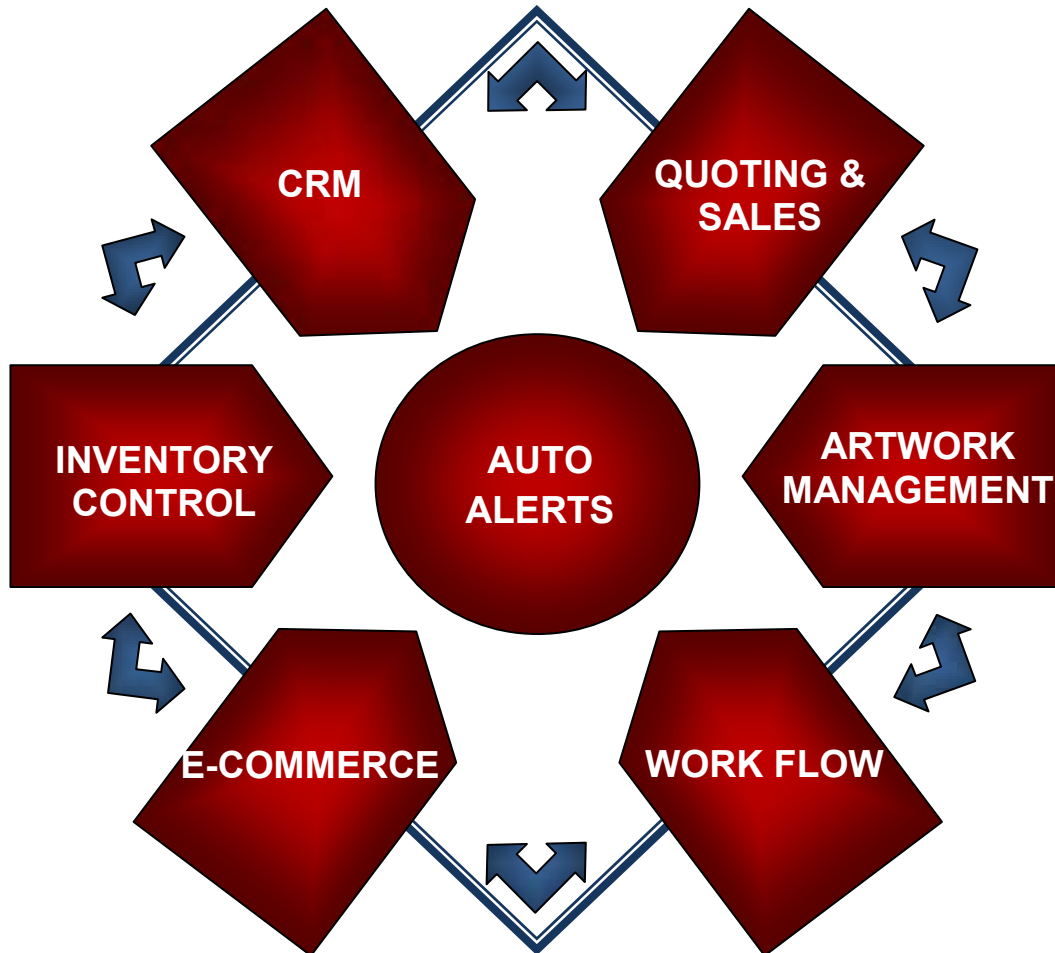 CRM
QUOTING &
SALES
INVENTORY
CONTROL
AUTO
ALERTS
ARTWORK
MANAGEMENT
E-COMMERCE
WORK FLOW